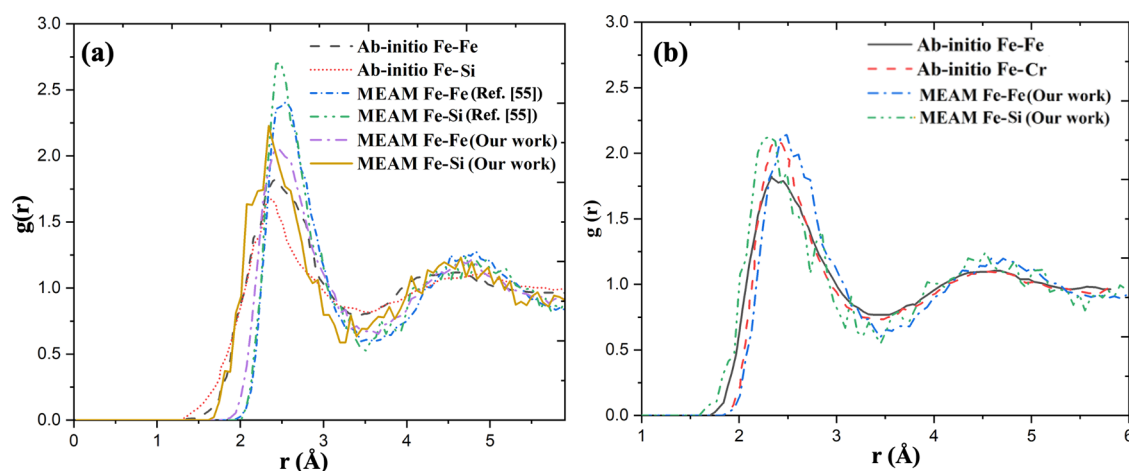 (a)
3.0
2.5
2.0
1.5
1.0
0.5
0.0
g(r)
Ab-initio Fe-Fe
Ab-initio Fe-Si
MEAM Fe-Fe (Ref. [55])
MEAM Fe-Si (Ref. [55])
MEAM Fe-Fe (Our work)
MEAM Fe-Si (Our work)
0 1 2 3 4 5
r (Å)
(b)
3.0
2.5
2.0
1.5
1.0
0.5
0.0
g (r)
Ab-initio Fe-Fe
Ab-initio Fe-Cr
MEAM Fe-Fe (Our work)
MEAM Fe-Si (Our work)
1 2 3 4 5 6
r (Å)